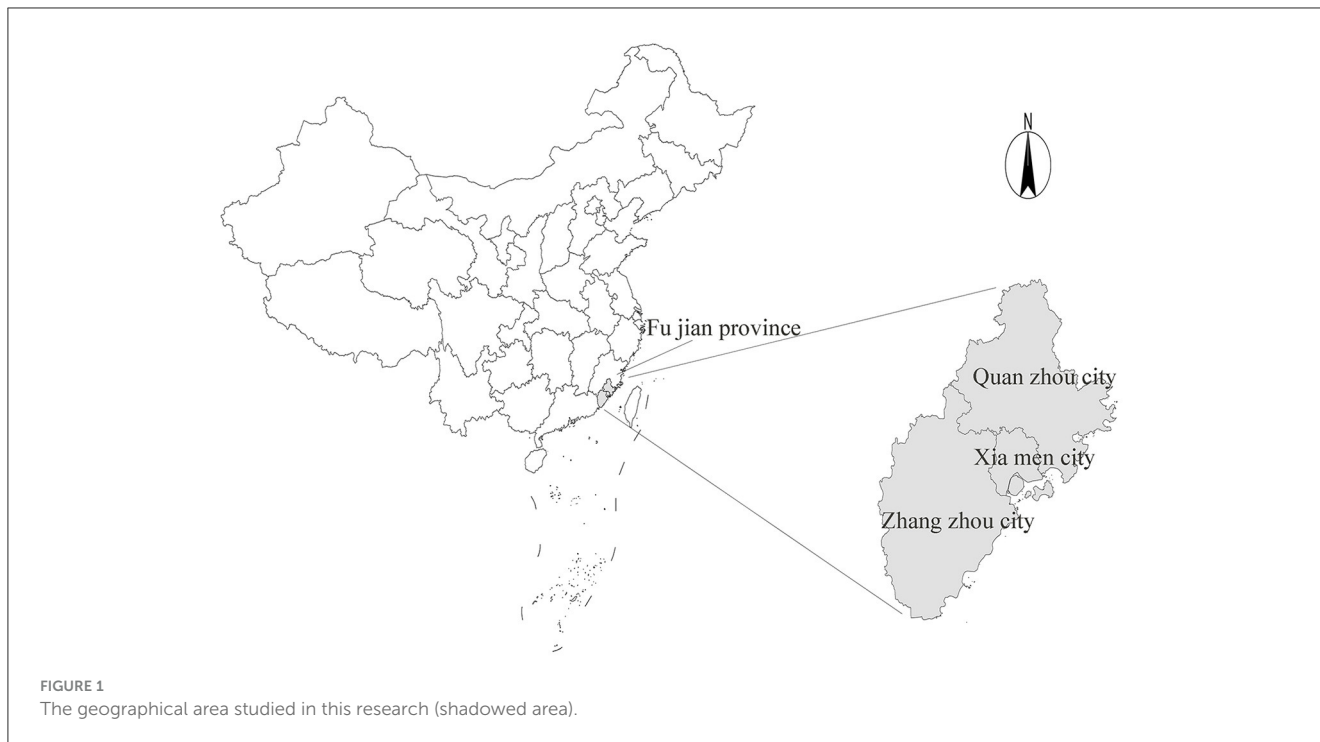 N
Fu jian province
Quan zhou city
Xia men city
Zhang zhou city
FIGURE 1
The geographical area studied in this research (shadowed area).